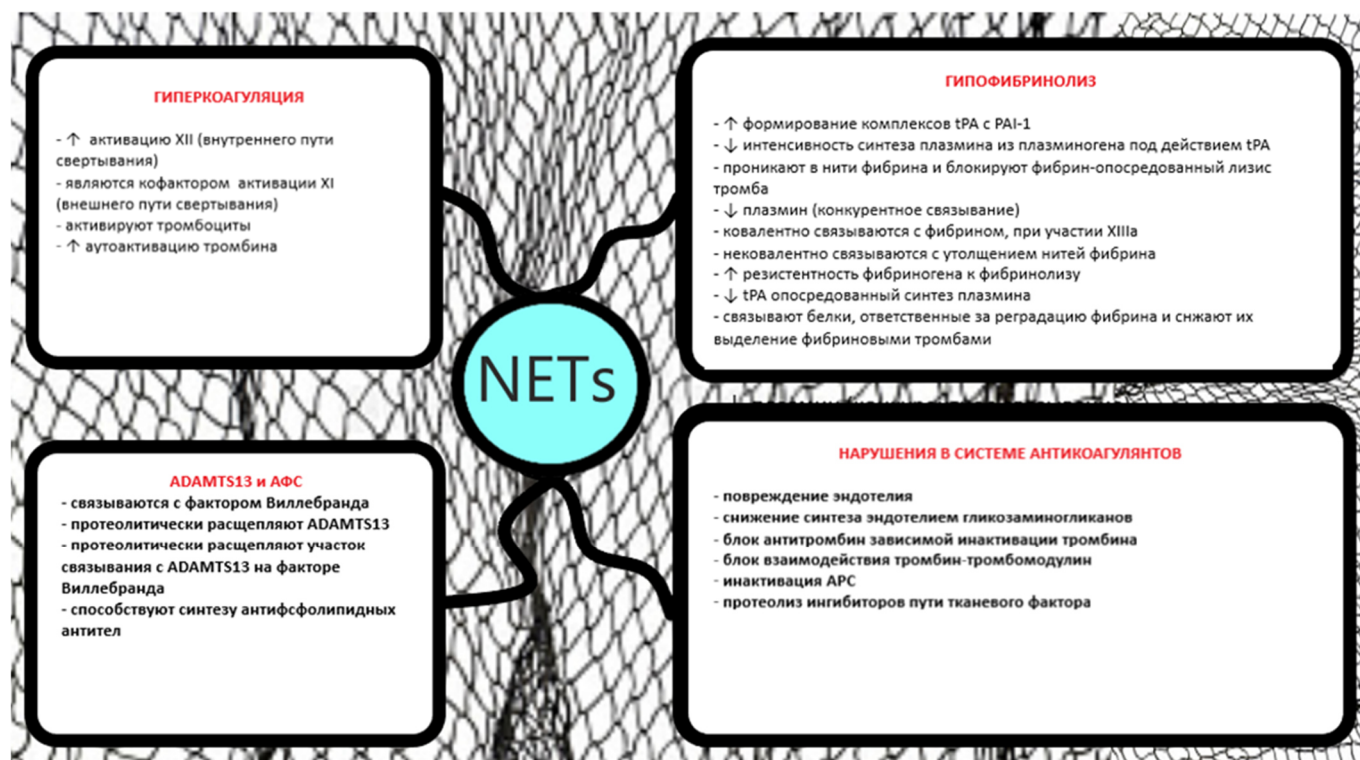 ГИПЕРКОАГУЛЯЦИЯ
- ↑ активацию XII (внутреннего пути
свертывания)
- являются кофактором активации XI
(внешнего пути свертывания)
- активируют тромбоциты
- ↑ аутоактивацию тромбина
ГИПОФИБРИНОЛИЗ
- ↑ формирование комплексов tPA с PAI-1
- ↓ интенсивность синтеза плазмина из плазминогена под действием tPA
- проникают в нити фибрина и блокируют фибрин-опосредованный лизис
тромба
- ↓ плазмин (конкурентное связывание)
- ковалентно связываются с фибрином, при участии XIIIa
- нековалентно связываются с утолщением нитей фибрина
- ↑ резистентность фибриногена к фибринолизу
- ↓ tPA опосредованный синтез плазмина
- связывают белки, ответственные за реградацию фибрина и снжают их
выделение фибриновыми тромбами
NETs
ADAMTS13 и АФС
- связываются с фактором Виллебранда
- протеолитически расщепляют ADAMTS13
- протеолитически расщепляют участок
связывания с ADAMTS13 на факторе
Виллебранда
- способствуют синтезу антифсфолипидных
антител
НАРУШЕНИЯ В СИСТЕМЕ АНТИКОАГУЛЯНТОВ
- повреждение эндотелия
- снижение синтеза эндотелием гликозаминогликанов
- блок антитромбин зависимой инактивации тромбина
- блок взаимодействия тромбин-тромбомодулин
- инактивация АРС
- протеолиз ингибиторов пути тканевого фактора